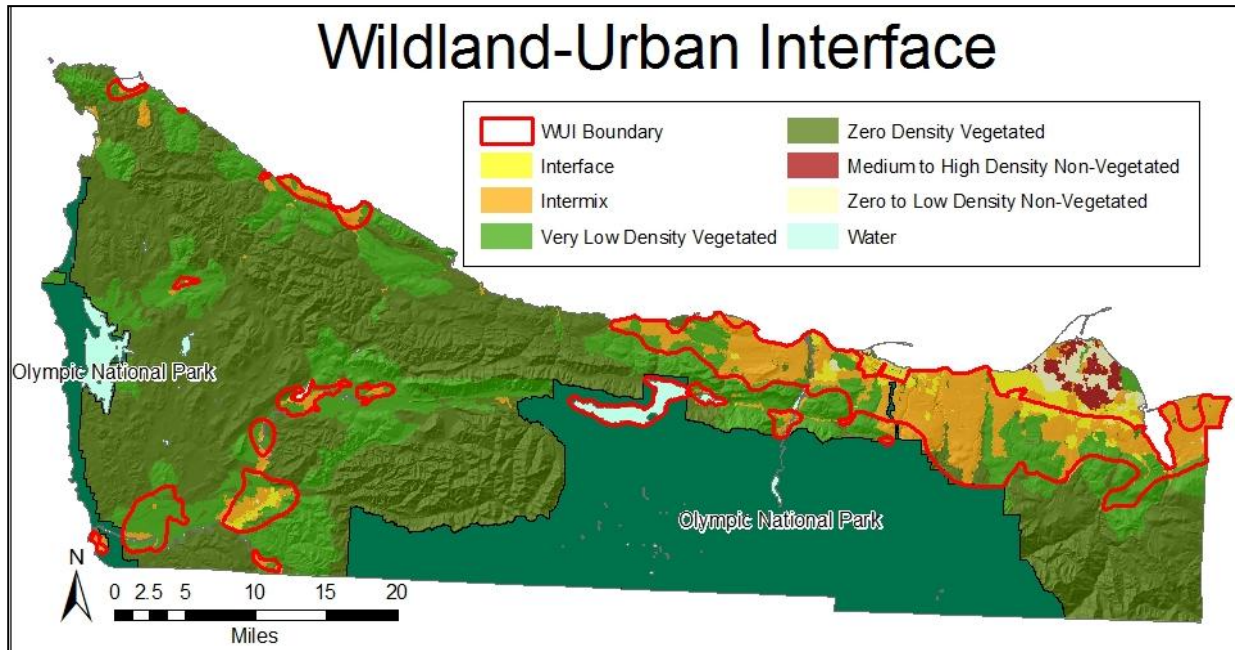 Wildland-Urban Interface
WUI Boundary
Interface
Intermix
Very Low Density Vegetated
Zero Density Vegetated
Medium to High Density Non-Vegetated
Zero to Low Density Non-Vegetated
Water
Olympic National Park
Olympic National Park
N
0 2.5 5 10 15 20
Miles